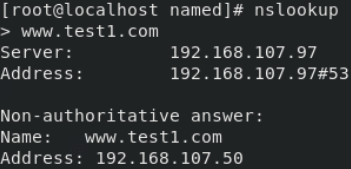 [root@localhost named]# nslookup
> www.test1.com
Server:         192.168.107.97
Address:        192.168.107.97#53

Non-authoritative answer:
Name:   www.test1.com
Address: 192.168.107.50